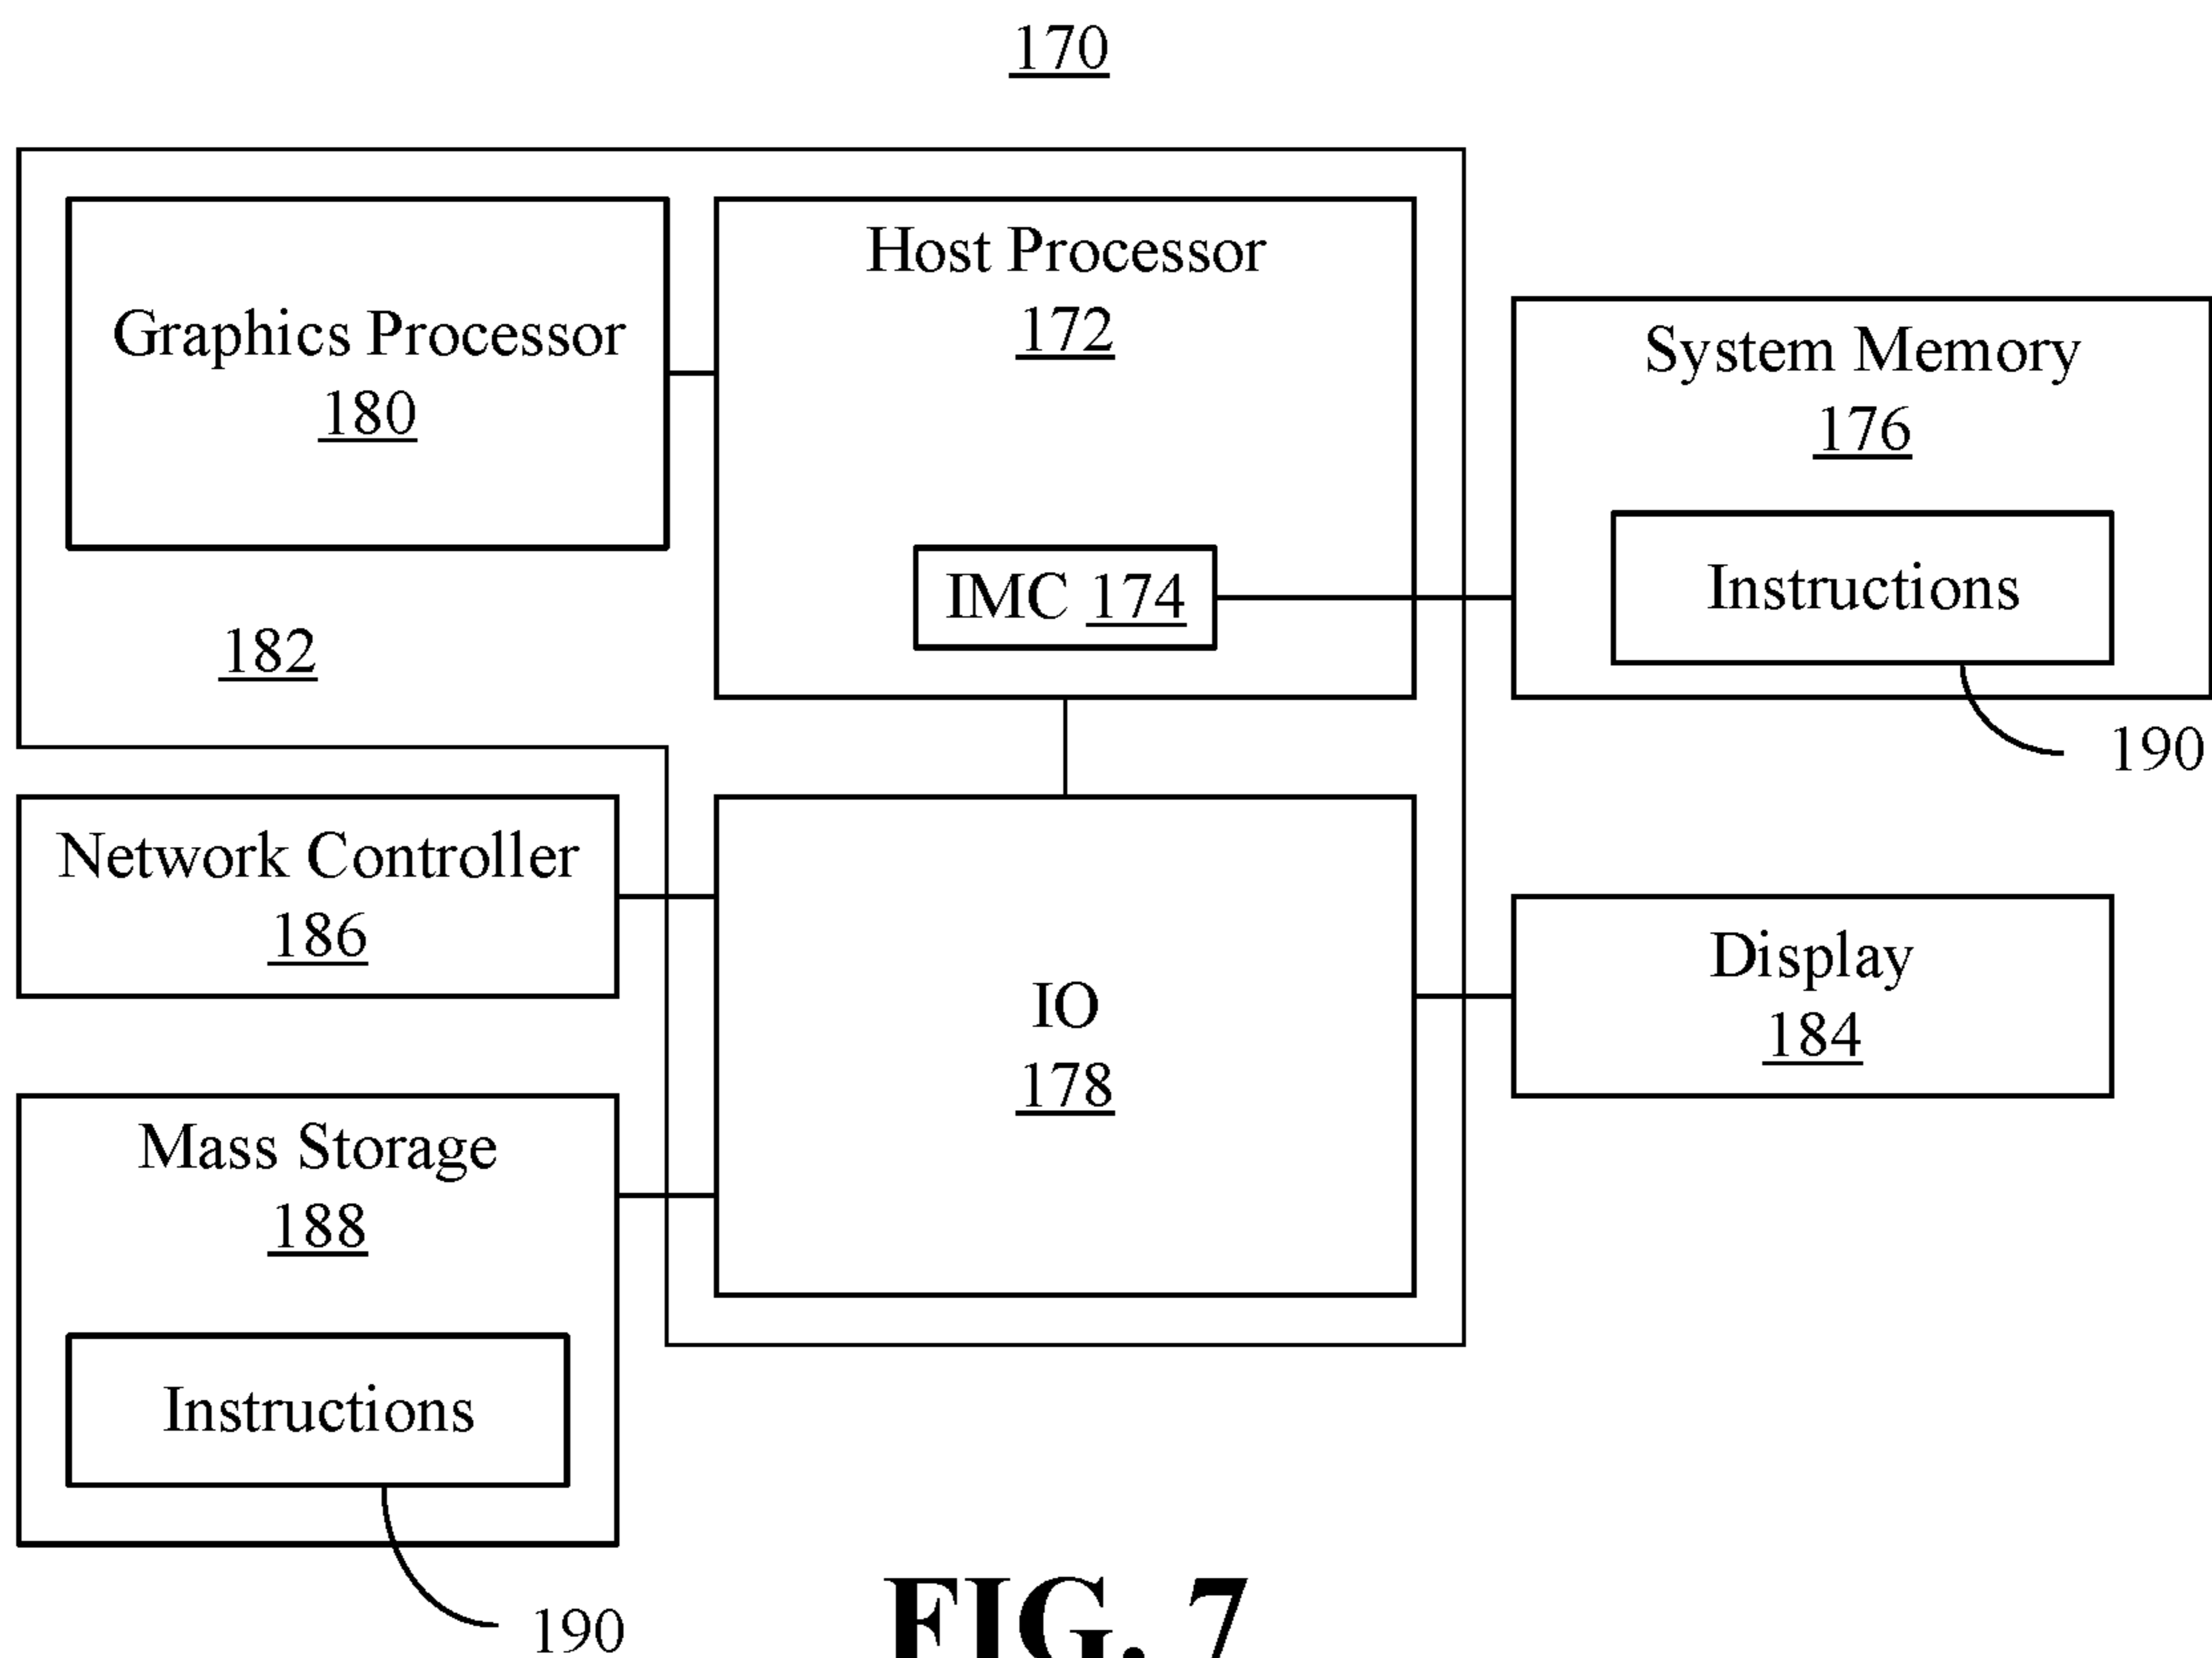 170
Graphics Processor
180
Host Processor
172
IMC 174
System Memory
176
Instructions
190
182
Network Controller
186
IO
178
Display
184
Mass Storage
188
Instructions
190
FIG. 7